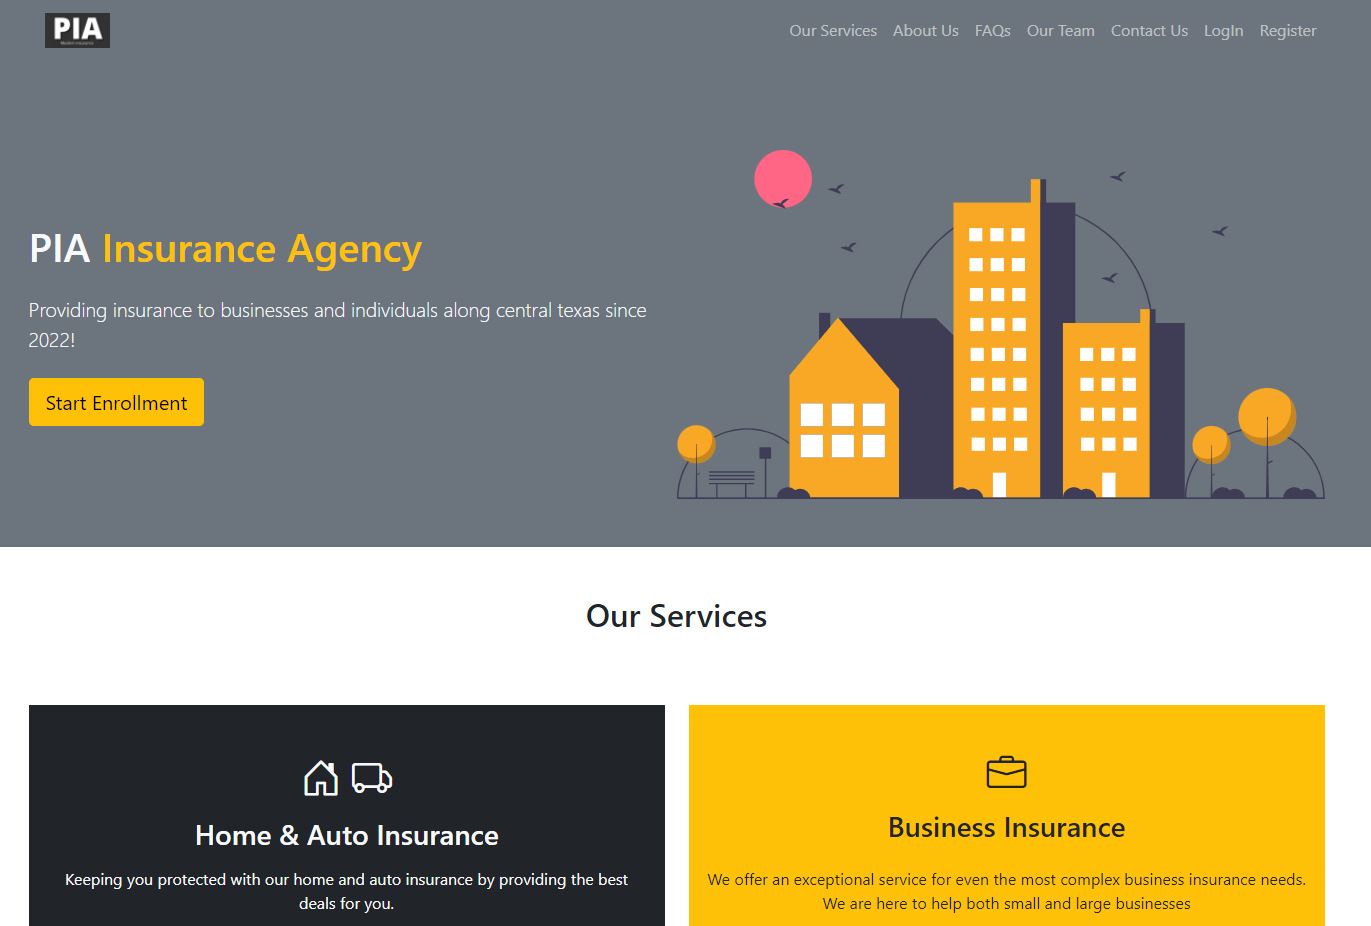 PIA
Our Services About Us FAQs Our Team Contact Us LogIn Register
PIA Insurance Agency
Providing insurance to businesses and individuals along central texas since
2022!
Start Enrollment
Our Services
Home & Auto Insurance
Keeping you protected with our home and auto insurance by providing the best
deals for you.
Business Insurance
We offer an exceptional service for even the most complex business insurance needs.
We are here to help both small and large businesses